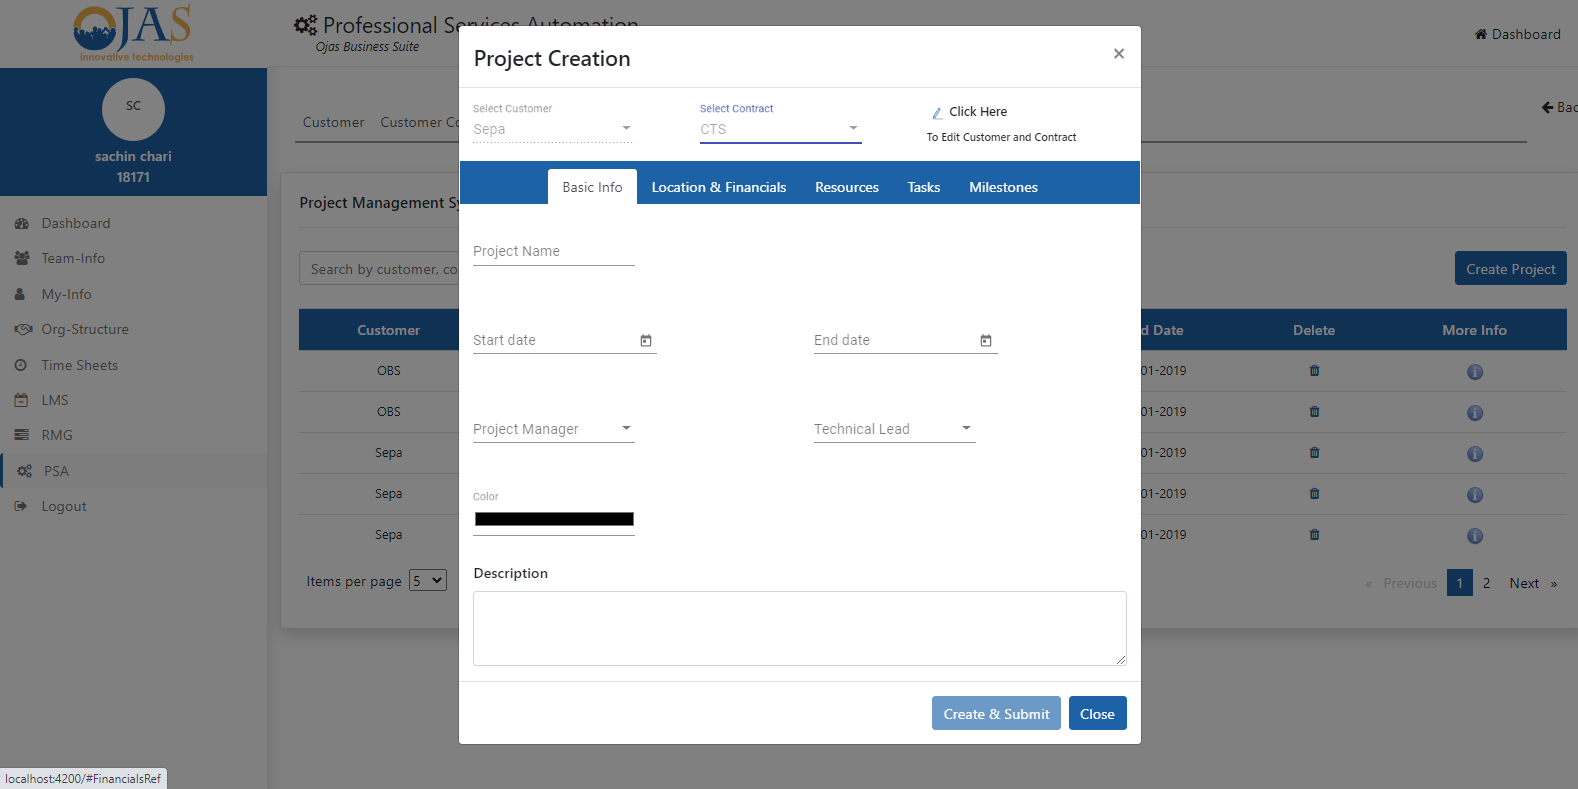 OJAS
innovative technologies
Professional Services Automation
Ojas Business Suite
Dashboard
SC
sachin chari
18171
Dashboard
Team-Info
My-Info
Org-Structure
Time Sheets
LMS
RMG
PSA
Logout
Customer
Customer Co
Bac
Project Management Sy
Search by customer, co
Create Project
Customer
d Date
Delete
More Info
OBS
01-2019
OBS
01-2019
Sepa
01-2019
Sepa
01-2019
Sepa
01-2019
Items per page 5
« Previous 1 2 Next »
Project Creation
×
Select Customer
Sepa
Select Contract
CTS
Click Here
To Edit Customer and Contract
Basic Info
Location & Financials
Resources
Tasks
Milestones
Project Name
Start date
End date
Project Manager
Technical Lead
Color
Description
Create & Submit
Close
localhost:4200/#FinancialsRef